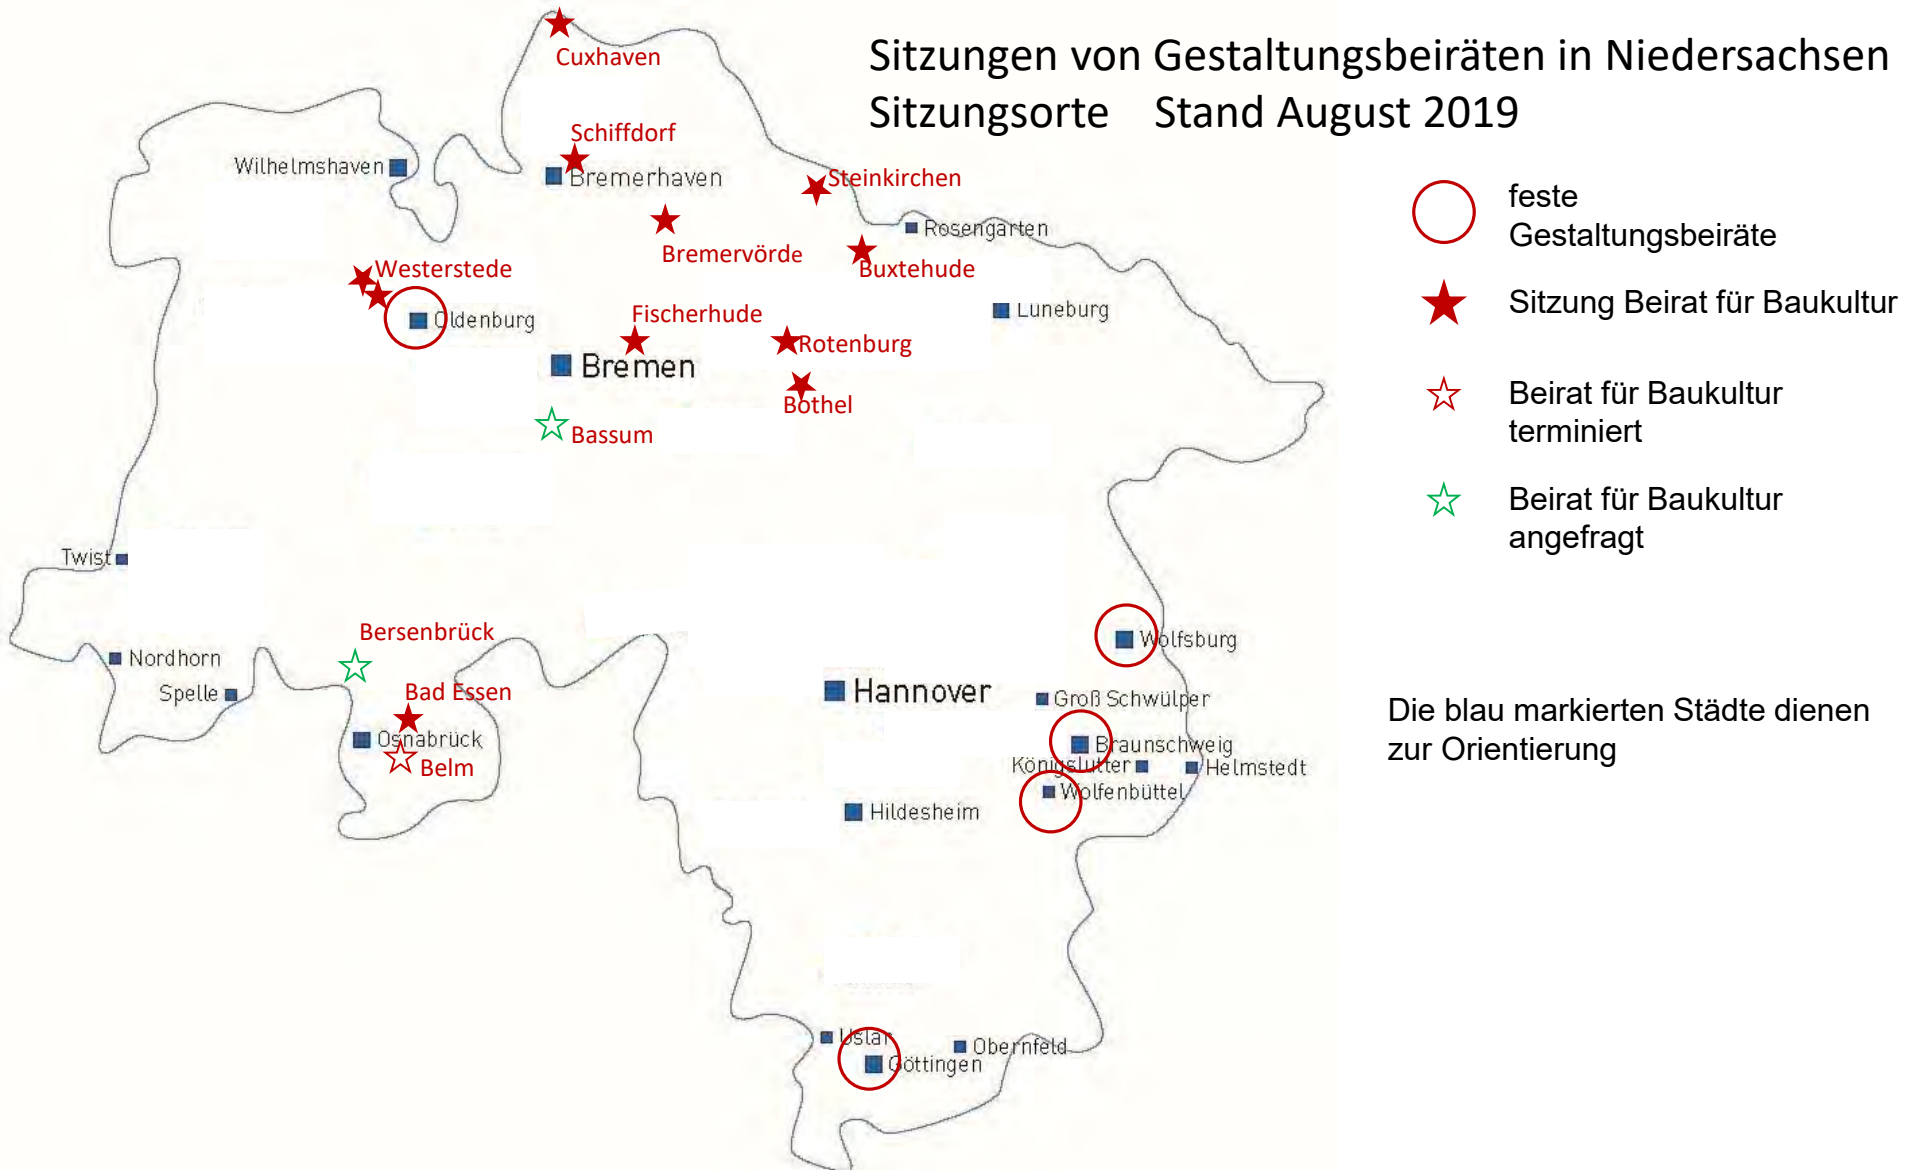 Sitzungen von Gestaltungsbeiräten in Niedersachsen
Sitzungsorte Stand August 2019
Cuxhaven
Schiffdorf
Wilhelmshaven
Bremerhaven
Steinkirchen
Rosengarten
Bremervörde
Buxtehude
Westerstede
Oldenburg
Fischerhude
Lüneburg
Rotenburg
Bremen
Bothel
Bassum
Twist
Bersenbrück
Nordhorn
Spelle
Bad Essen
Osnabrück
Belm
Wolfsburg
Hannover
Groß Schwülper
Braunschweig
Königslutter
Helmstedt
Wolfenbüttel
Hildesheim
Uslar
Obernfeld
Göttingen
feste
Gestaltungsbeiräte
Sitzung Beirat für Baukultur
Beirat für Baukultur
terminiert
Beirat für Baukultur
angefragt
Die blau markierten Städte dienen
zur Orientierung